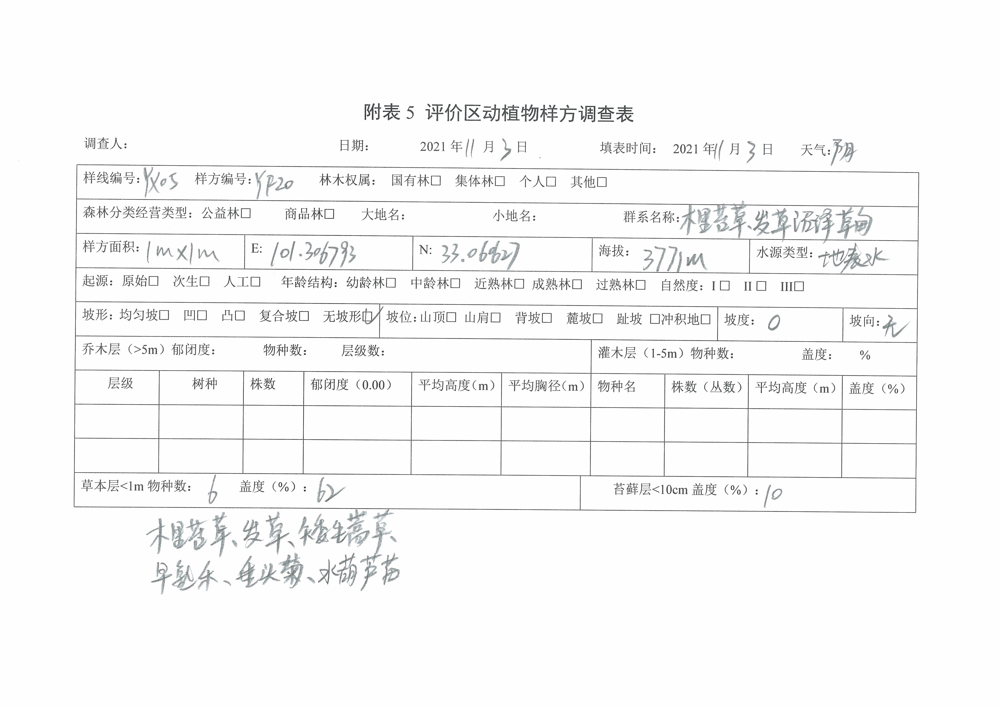 附表 5 评价区动植物样方调查表
调查人： 日期： 2021 年 11 月 3 日 填表时间： 2021 年 11 月 3 日 天气：阴
样线编号：YX05 样方编号：YF20 林木权属： 国有林□ 集体林□ 个人□ 其他□
森林分类经营类型：公益林□ 商品林□ 大地名： 小地名： 群系名称：木里苔草、发草沼泽草甸
样方面积：1m×1m E: 101.306793 N: 海拔：3771m 水源类型：地表水
起源：原始□ 次生□ 人工□ 年龄结构：幼龄林□ 中龄林□ 近熟林□ 成熟林□ 过熟林□ 自然度：I □ II □ III□
坡形：均匀坡□ 凹□ 凸□ 复合坡□ 无坡形☑ 坡位：山顶□ 山肩□ 背坡□ 麓坡□ 趾坡 □冲积地□ 坡度：0 坡向：无
乔木层（>5m）郁闭度： 物种数： 层级数： 灌木层（1-5m）物种数： 盖度： %
层级 树种 株数 郁闭度（0.00） 平均高度（m） 平均胸径（m） 物种名 株数（丛数） 平均高度（m） 盖度（%）
草本层<1m 物种数：6 盖度（%）：62 苔藓层<10cm 盖度（%）：10
木里苔草、发草、矮生嵩草、
早熟禾、垂头菊、水葫芦苗